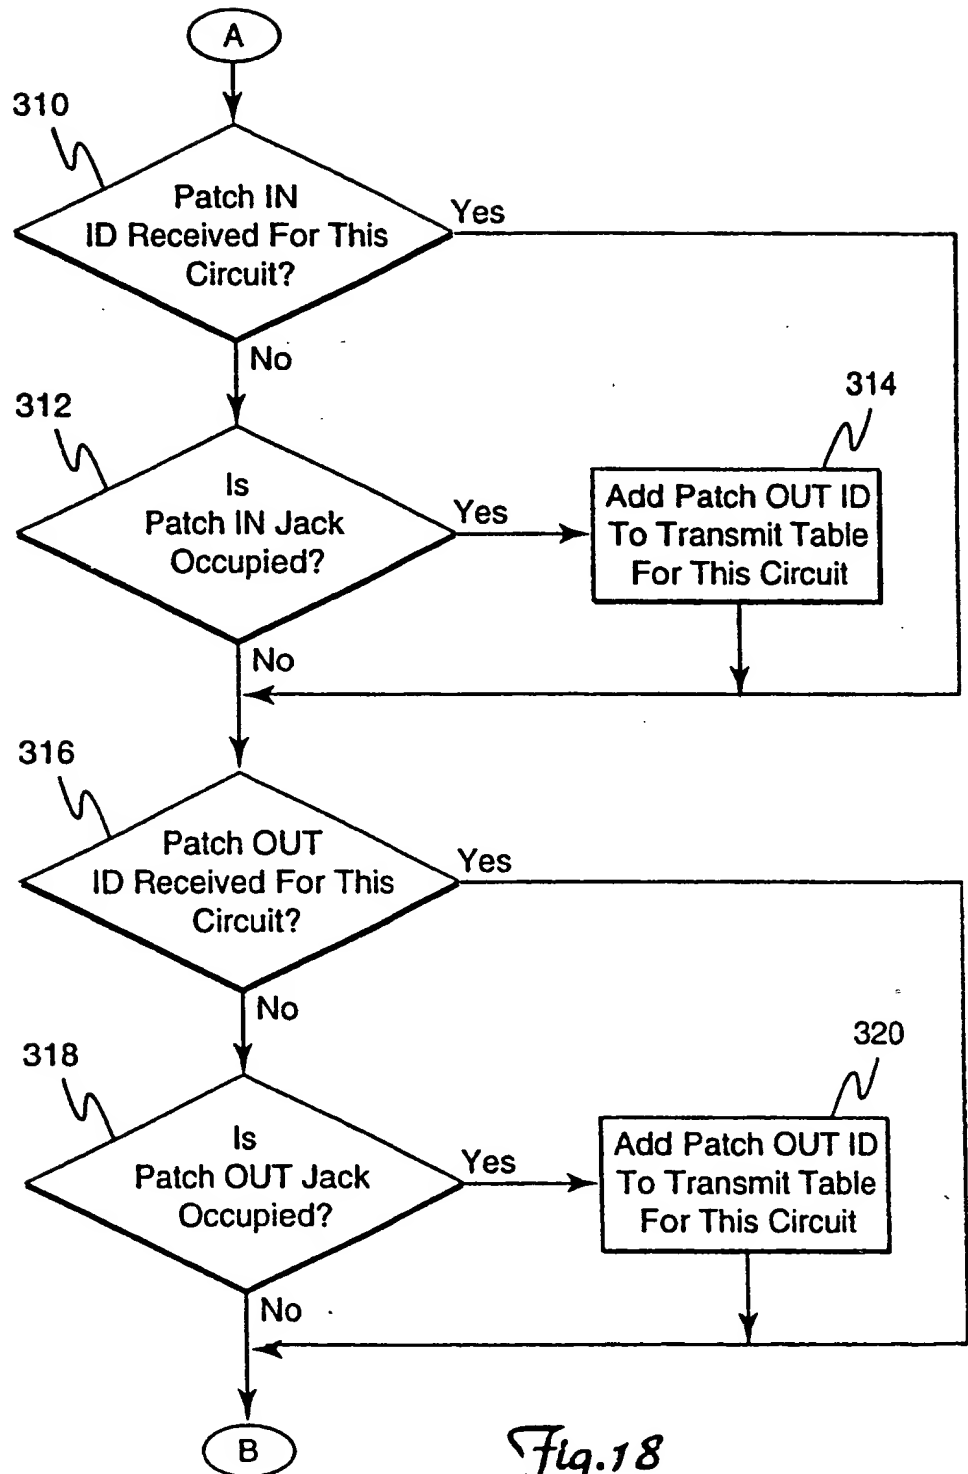 A
310
Patch IN
ID Received For This
Circuit?
Yes
No
312
Is
Patch IN Jack
Occupied?
Yes
314
Add Patch OUT ID
To Transmit Table
For This Circuit
No
316
Patch OUT
ID Received For This
Circuit?
Yes
No
318
Is
Patch OUT Jack
Occupied?
Yes
320
Add Patch OUT ID
To Transmit Table
For This Circuit
No
B
Fig.18